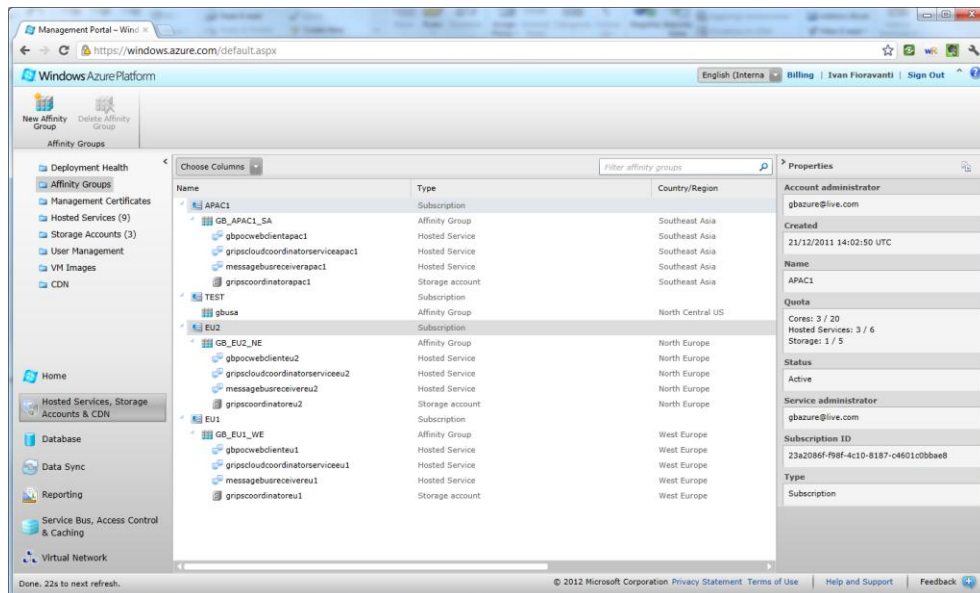 Management Portal – Wind
https://windows.azure.com/default.aspx
Windows Azure Platform
English (Interna
Billing | Ivan Fioravanti | Sign Out
New Affinity Group
Delete Affinity Group
Affinity Groups
Deployment Health
Affinity Groups
Management Certificates
Hosted Services (9)
Storage Accounts (3)
User Management
VM Images
CDN
Home
Hosted Services, Storage Accounts & CDN
Database
Data Sync
Reporting
Service Bus, Access Control & Caching
Virtual Network
Choose Columns
Filter affinity groups
Name Type Country/Region
APAC1 Subscription
GB_APAC1_SA Affinity Group Southeast Asia
gbpocwebclientapac1 Hosted Service Southeast Asia
gripscloudcoordinatorserviceapac1 Hosted Service Southeast Asia
messagebusreceiverapac1 Hosted Service Southeast Asia
gripscoordinatorapac1 Storage account Southeast Asia
TEST Subscription
gbusa Affinity Group North Central US
EU2 Subscription
GB_EU2_NE Affinity Group North Europe
gbpocwebclienteu2 Hosted Service North Europe
gripscloudcoordinatorserviceeu2 Hosted Service North Europe
messagebusreceivereu2 Hosted Service North Europe
gripscoordinatoreu2 Storage account North Europe
EU1 Subscription
GB_EU1_WE Affinity Group West Europe
gbpocwebclienteu1 Hosted Service West Europe
gripscloudcoordinatorserviceeu1 Hosted Service West Europe
messagebusreceivereu1 Hosted Service West Europe
gripscoordinatoreu1 Storage account West Europe
Properties
Account administrator
gbazure@live.com
Created
21/12/2011 14:02:50 UTC
Name
APAC1
Quota
Cores: 3 / 20
Hosted Services: 3 / 6
Storage: 1 / 5
Status
Active
Service administrator
gbazure@live.com
Subscription ID
23a2086f-f98f-4c10-8187-c4601c0bbae8
Type
Subscription
Done. 22s to next refresh.
© 2012 Microsoft Corporation Privacy Statement Terms of Use | Help and Support | Feedback